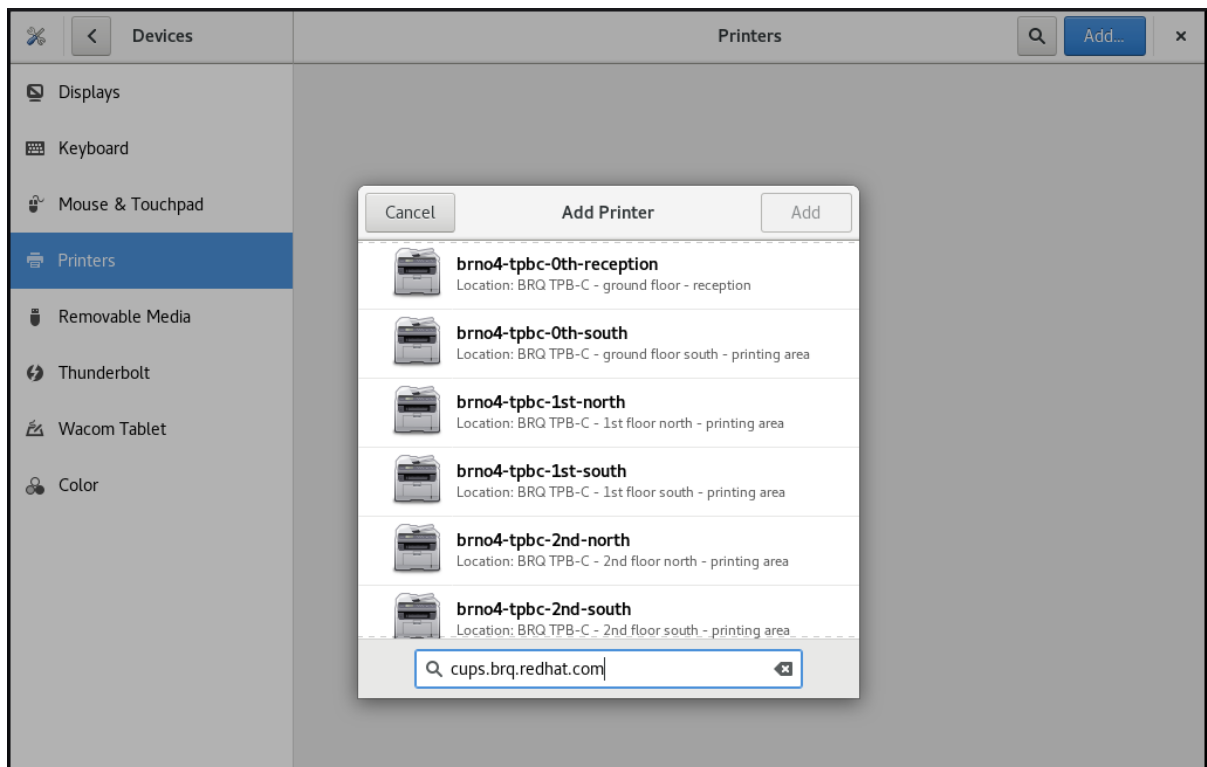 Devices
Printers
Add...
Displays
Keyboard
Mouse & Touchpad
Printers
Removable Media
Thunderbolt
Wacom Tablet
Color
Cancel
Add Printer
Add
brno4-tpbc-0th-reception
Location: BRQ TPB-C - ground floor - reception
brno4-tpbc-0th-south
Location: BRQ TPB-C - ground floor south - printing area
brno4-tpbc-1st-north
Location: BRQ TPB-C - 1st floor north - printing area
brno4-tpbc-1st-south
Location: BRQ TPB-C - 1st floor south - printing area
brno4-tpbc-2nd-north
Location: BRQ TPB-C - 2nd floor north - printing area
brno4-tpbc-2nd-south
Location: BRQ TPB-C - 2nd floor south - printing area
cups.brq.redhat.com